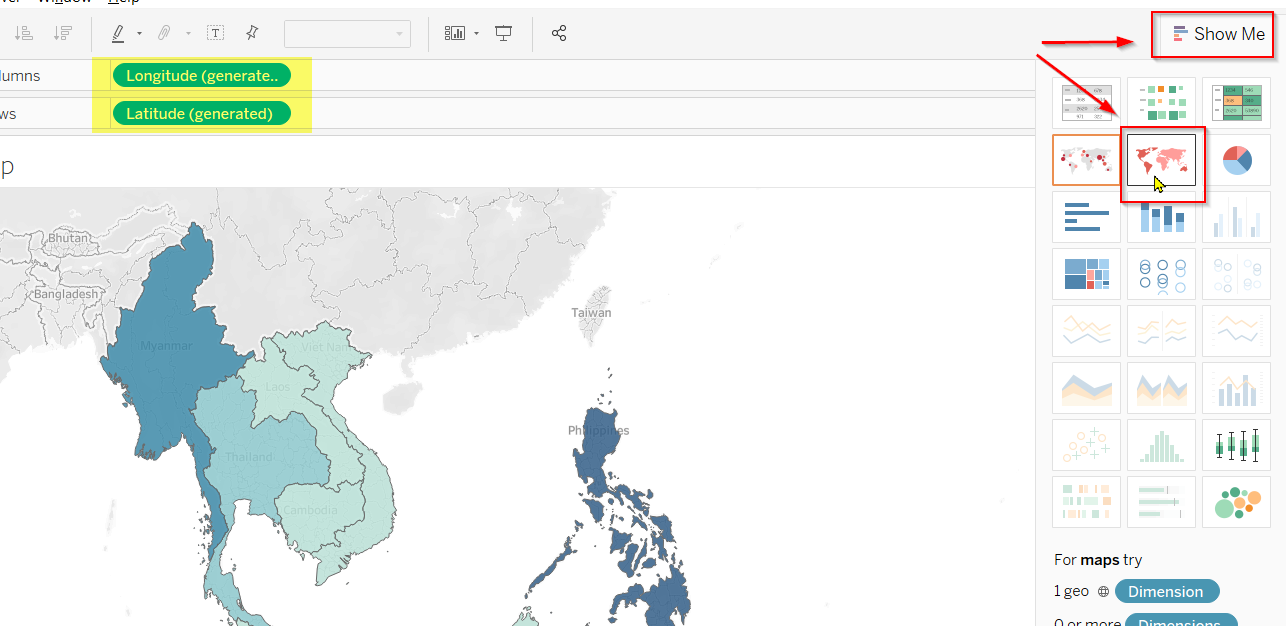 Window Help
T
Show Me
lumns
Longitude (generate..
ws
Latitude (generated)
p
Bhutan
Bangladesh
Taiwan
Myanmar
Viet Nam
Laos
Philippines
Thailand
Cambodia
For maps try
1 geo Dimension
0 or more Dimensions